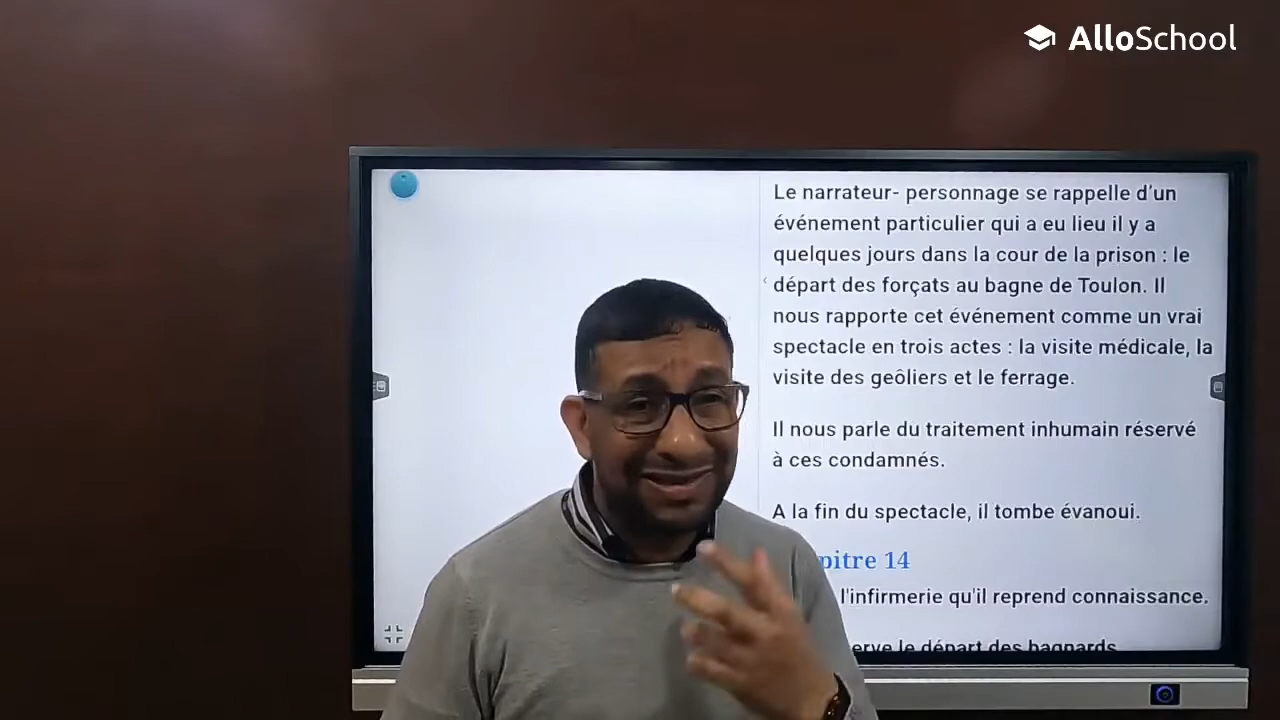 AlloSchool
Le narrateur- personnage se rappelle d'un
événement particulier qui a eu lieu il y a
quelques jours dans la cour de la prison : le
départ des forçats au bagne de Toulon. Il
nous rapporte cet événement comme un vrai
spectacle en trois actes : la visite médicale, la
visite des geôliers et le ferrage.
Il nous parle du traitement inhumain réservé
à ces condamnés.
A la fin du spectacle, il tombe évanoui.
pitre 14
l'infirmerie qu'il reprend connaissance.
erve le départ des bagnards